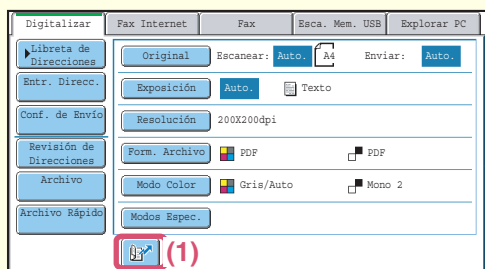 Digitalizar Fax Internet Fax Esca. Mem. USB Explorar PC
Libreta de
Direcciones
Original Escanear: Auto. A4 Enviar: Auto.
Entr. Direcc.
Exposición Auto. Texto
Conf. de Envío
Resolución 200X200dpi
Revisión de
Direcciones
Form. Archivo PDF PDF
Archivo
Modo Color Gris/Auto Mono 2
Archivo Rápido
Modos Espec.
(1)